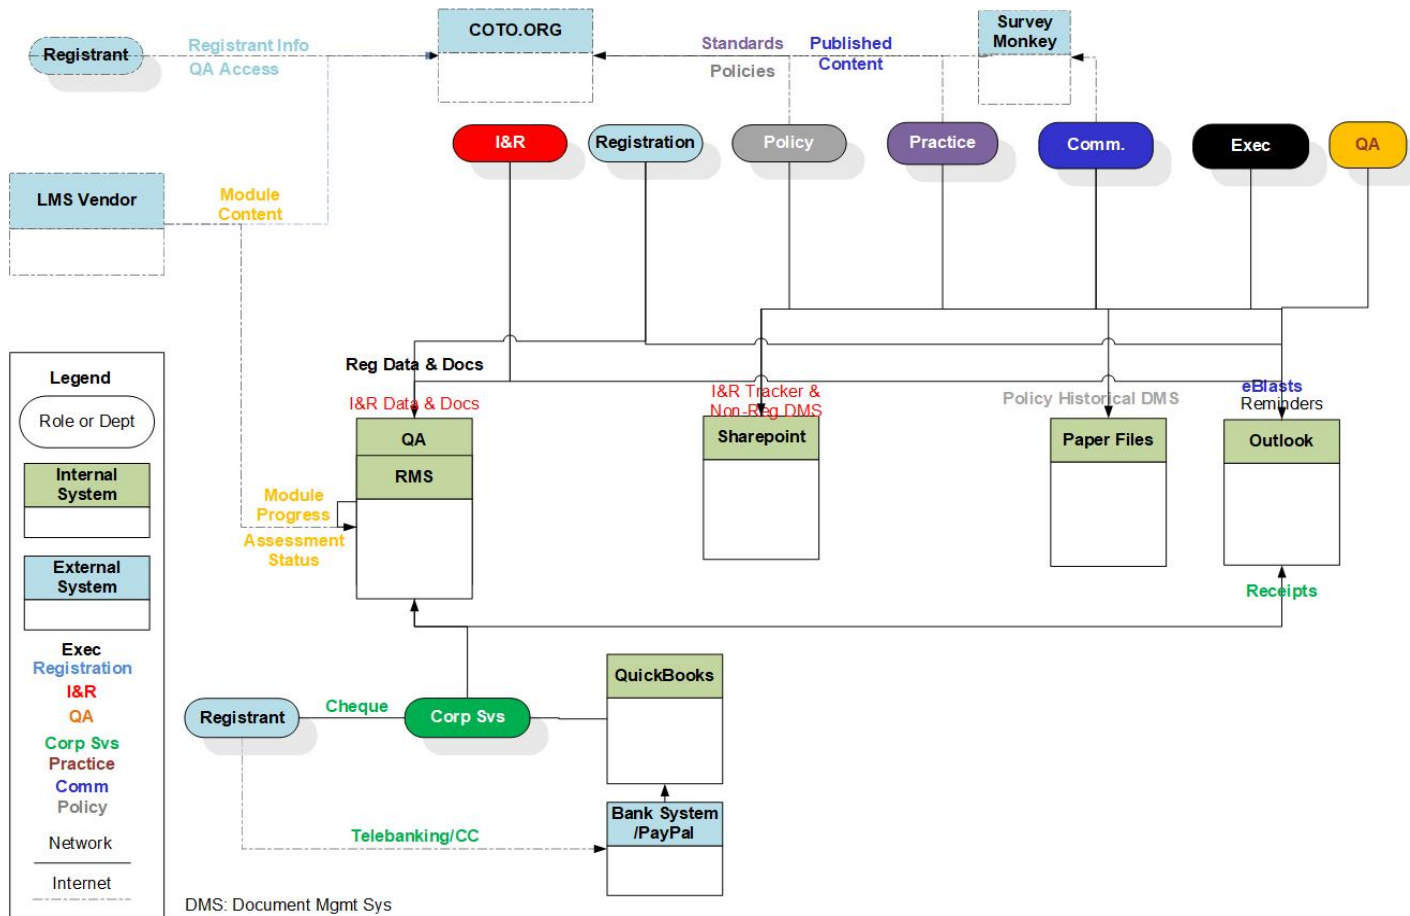 COTO.ORG
Survey
Monkey
Registrant
Registrant Info
QA Access
Standards
Policies
Published
Content
I&R
Registration
Policy
Practice
Comm.
Exec
QA
LMS Vendor
Module
Content
Reg Data & Docs
I&R Data & Docs
I&R Tracker &
Non-Reg DMS
Policy Historical DMS
eBlasts
Reminders
QA
RMS
Sharepoint
Paper Files
Outlook
Module
Progress
Assessment
Status
Receipts
QuickBooks
Registrant
Cheque
Corp Svs
Bank System
/PayPal
Telebanking/CC
Legend
Role or Dept
Internal
System
External
System
Exec
Registration
I&R
QA
Corp Svs
Practice
Comm
Policy
Network
Internet
DMS: Document Mgmt Sys